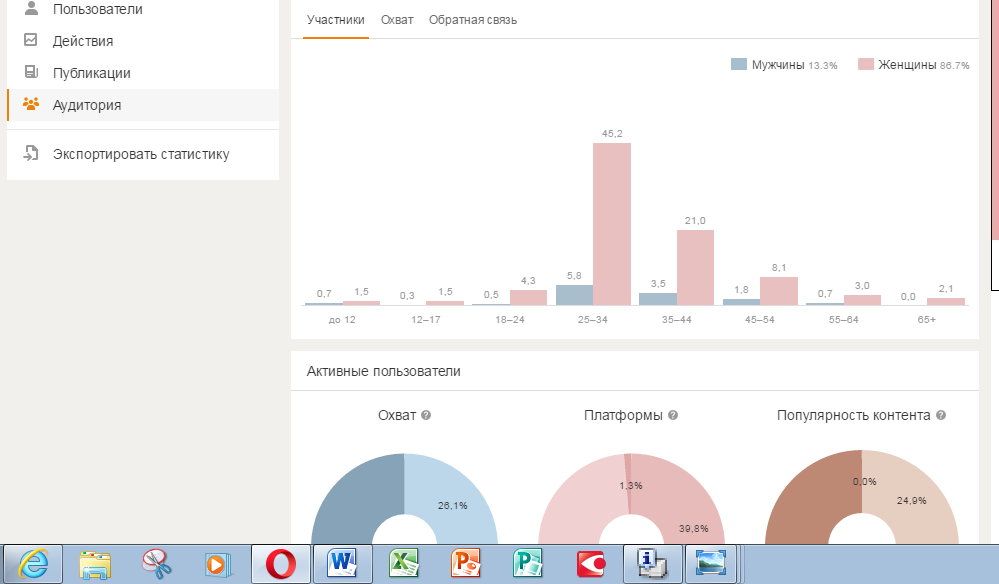 Пользователи
Действия
Публикации
Аудитория
Экспортировать статистику
Участники Охват Обратная связь
Мужчины 13.3% Женщины 86.7%
45,2
21,0
5,8 8,1
4,3 3,5
0,7 1,5 0,3 1,5 0,5 1,8 0,7 3,0 0,0 2,1
до 12 12–17 18–24 25–34 35–44 45–54 55–64 65+
Активные пользователи
Охват ? Платформы ? Популярность контента ?
26,1% 1,3% 39,8% 0,0% 24,9%